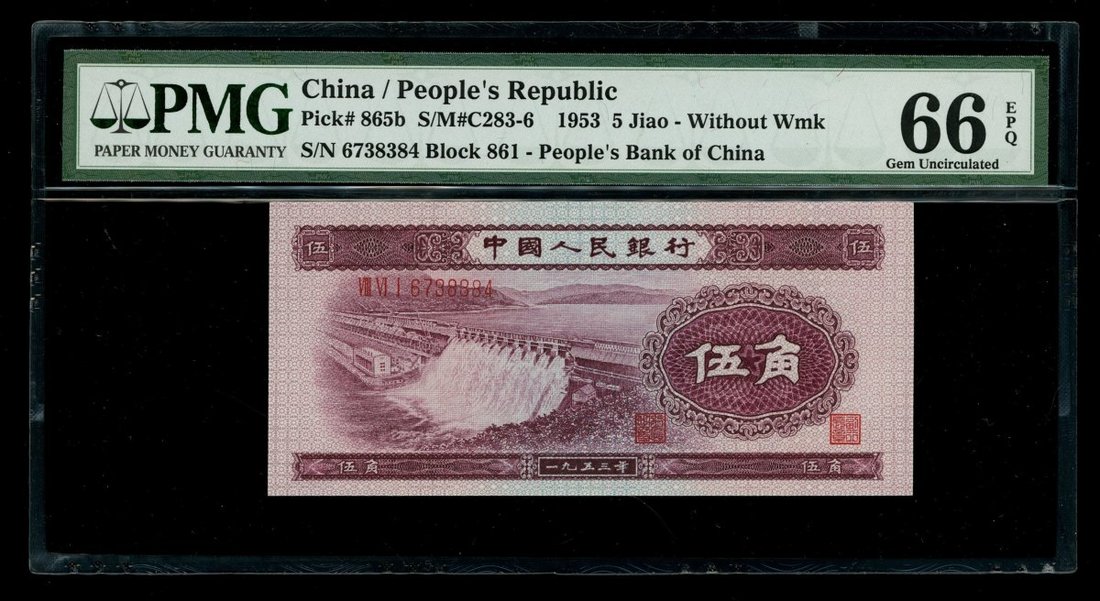 PMG
PAPER MONEY GUARANTY
China / People's Republic
Pick# 865b S/M#C283-6 1953 5 Jiao - Without Wmk
S/N 6738384 Block 861 - People's Bank of China
66
EPQ
Gem Uncirculated
伍 中國人民銀行 伍
VIII VI I 6738384
伍角
伍角 一九五三年 伍角